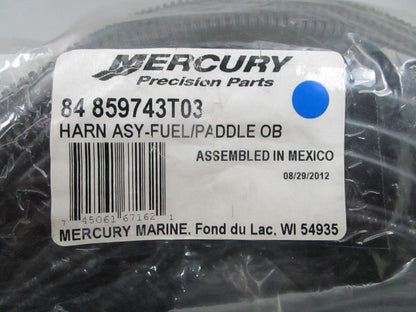 MERCURY
Precision Parts
84 859743T03
HARN ASY-FUEL/PADDLE OB
ASSEMBLED IN MEXICO
08/29/2012
7 45061 67162 1
MERCURY MARINE, Fond du Lac, WI 54935